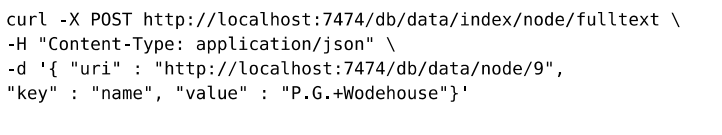 curl -X POST http://localhost:7474/db/data/index/node/fulltext \
-H "Content-Type: application/json" \
-d '{ "uri" : "http://localhost:7474/db/data/node/9",
"key" : "name", "value" : "P.G.+Wodehouse"}'